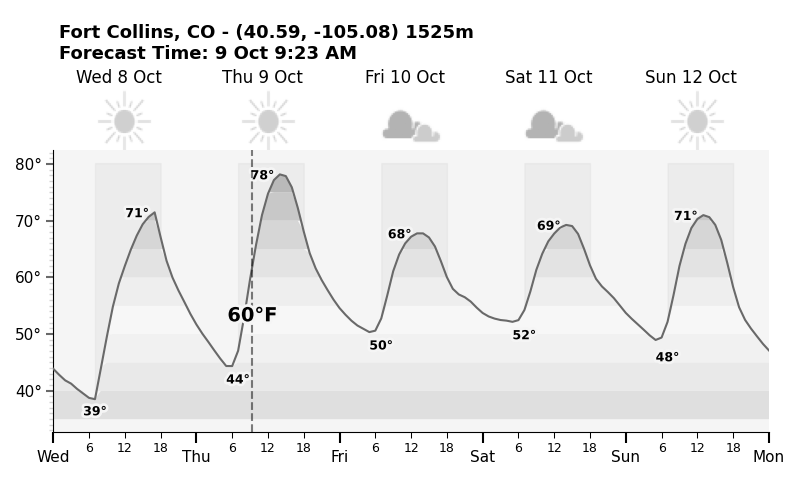 Fort Collins, CO - (40.59, -105.08) 1525m
Forecast Time: 9 Oct 9:23 AM
Wed 8 Oct Thu 9 Oct Fri 10 Oct Sat 11 Oct Sun 12 Oct
80°
78°
71° 71°
70°
69°
68°
60°
60°F
52°
50°
50°
48°
44°
40°
39°
6 12 18 6 12 18 6 12 18 6 12 18 6 12 18
Wed Thu Fri Sat Sun Mon